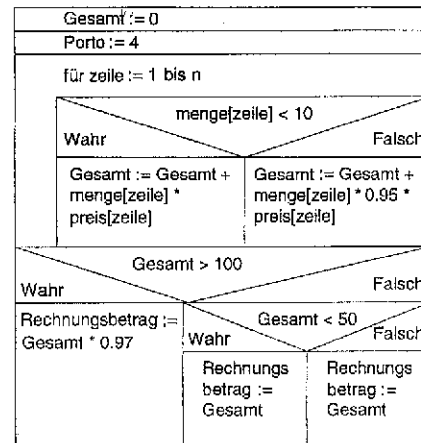 Gesamt := 0
Porto := 4
für zeile := 1 bis n
menge[zeile] < 10
Wahr
Falsch
Gesamt := Gesamt +
menge[zeile] *
preis[zeile]
Gesamt := Gesamt +
menge[zeile] * 0.95 *
preis[zeile]
Gesamt > 100
Wahr
Falsch
Rechnungsbetrag :=
Gesamt * 0.97
Gesamt < 50
Wahr
Falsch
Rechnungs
betrag :=
Gesamt
Rechnungs
betrag :=
Gesamt